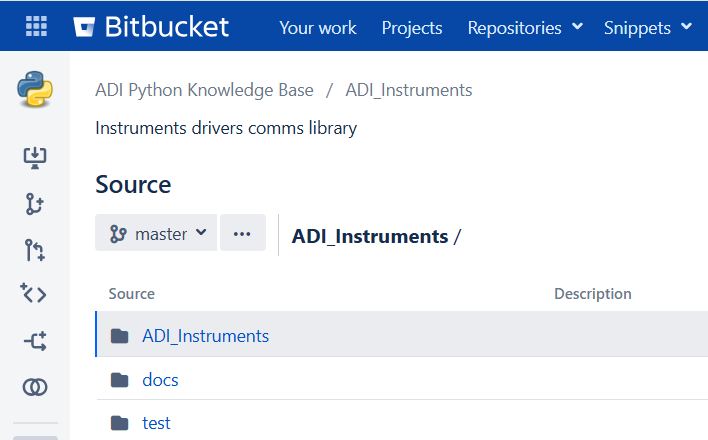 Bitbucket Your work Projects Repositories Snippets
ADI Python Knowledge Base / ADI_Instruments
Instruments drivers comms library
Source
master ... ADI_Instruments /
Source Description
ADI_Instruments
docs
test